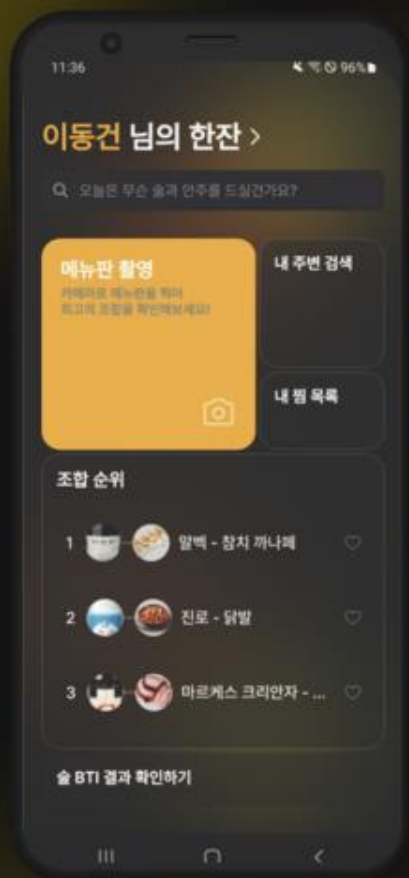 11:36
96%
이동건 님의 한잔 >
오늘은 무슨 술과 안주를 드실건가요?
메뉴판 촬영
카메라로 메뉴판을 찍어
최고의 조합을 확인해보세요!
내 주변 검색
내 찜 목록
조합 순위
1 말벡 - 참치 까나페
2 진로 - 닭발
3 마르케스 크리안자 - ...
술 BTI 결과 확인하기